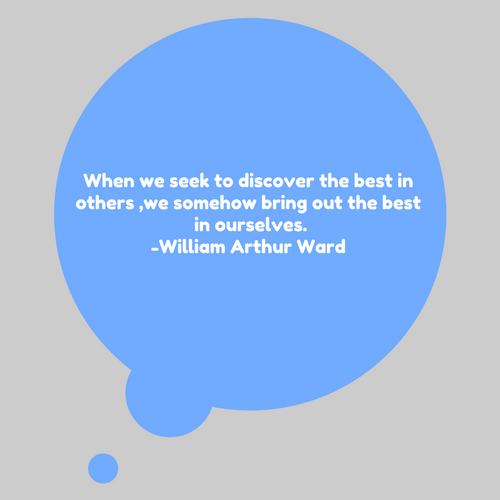 When we seek to discover the best in
others ,we somehow bring out the best
in ourselves.
-William Arthur Ward